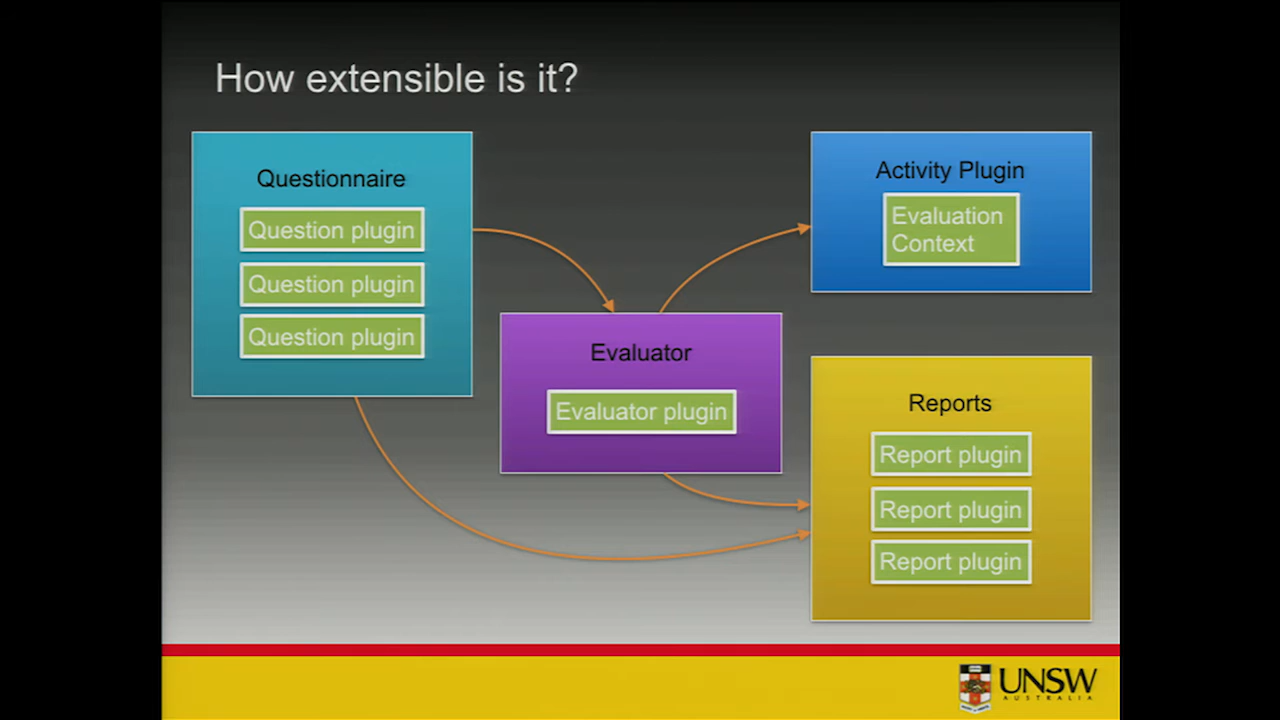 How extensible is it?
Questionnaire
Question plugin
Question plugin
Question plugin
Evaluator
Evaluator plugin
Activity Plugin
Evaluation
Context
Reports
Report plugin
Report plugin
Report plugin
UNSW
AUSTRALIA